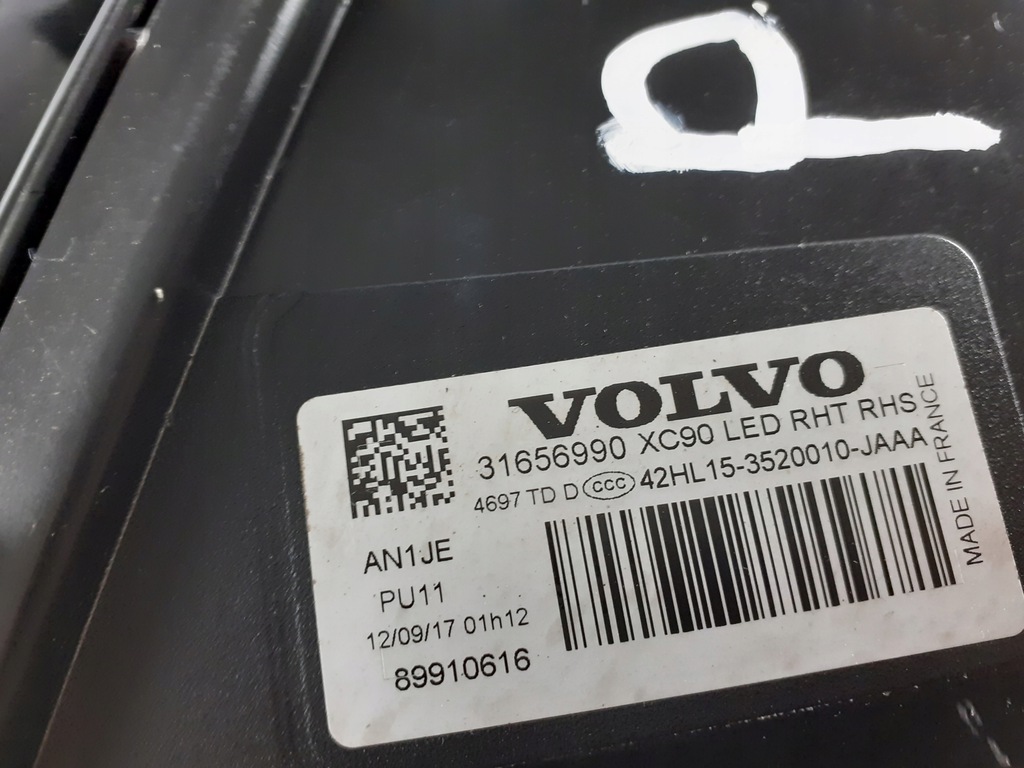 P
VOLVO
31656990 XC90 LED RHT RHS
4697 TD D CCC 42HL15-3520010-JAAA
MADE IN FRANCE
AN1JE
PU11
12/09/17 01h12
89910616